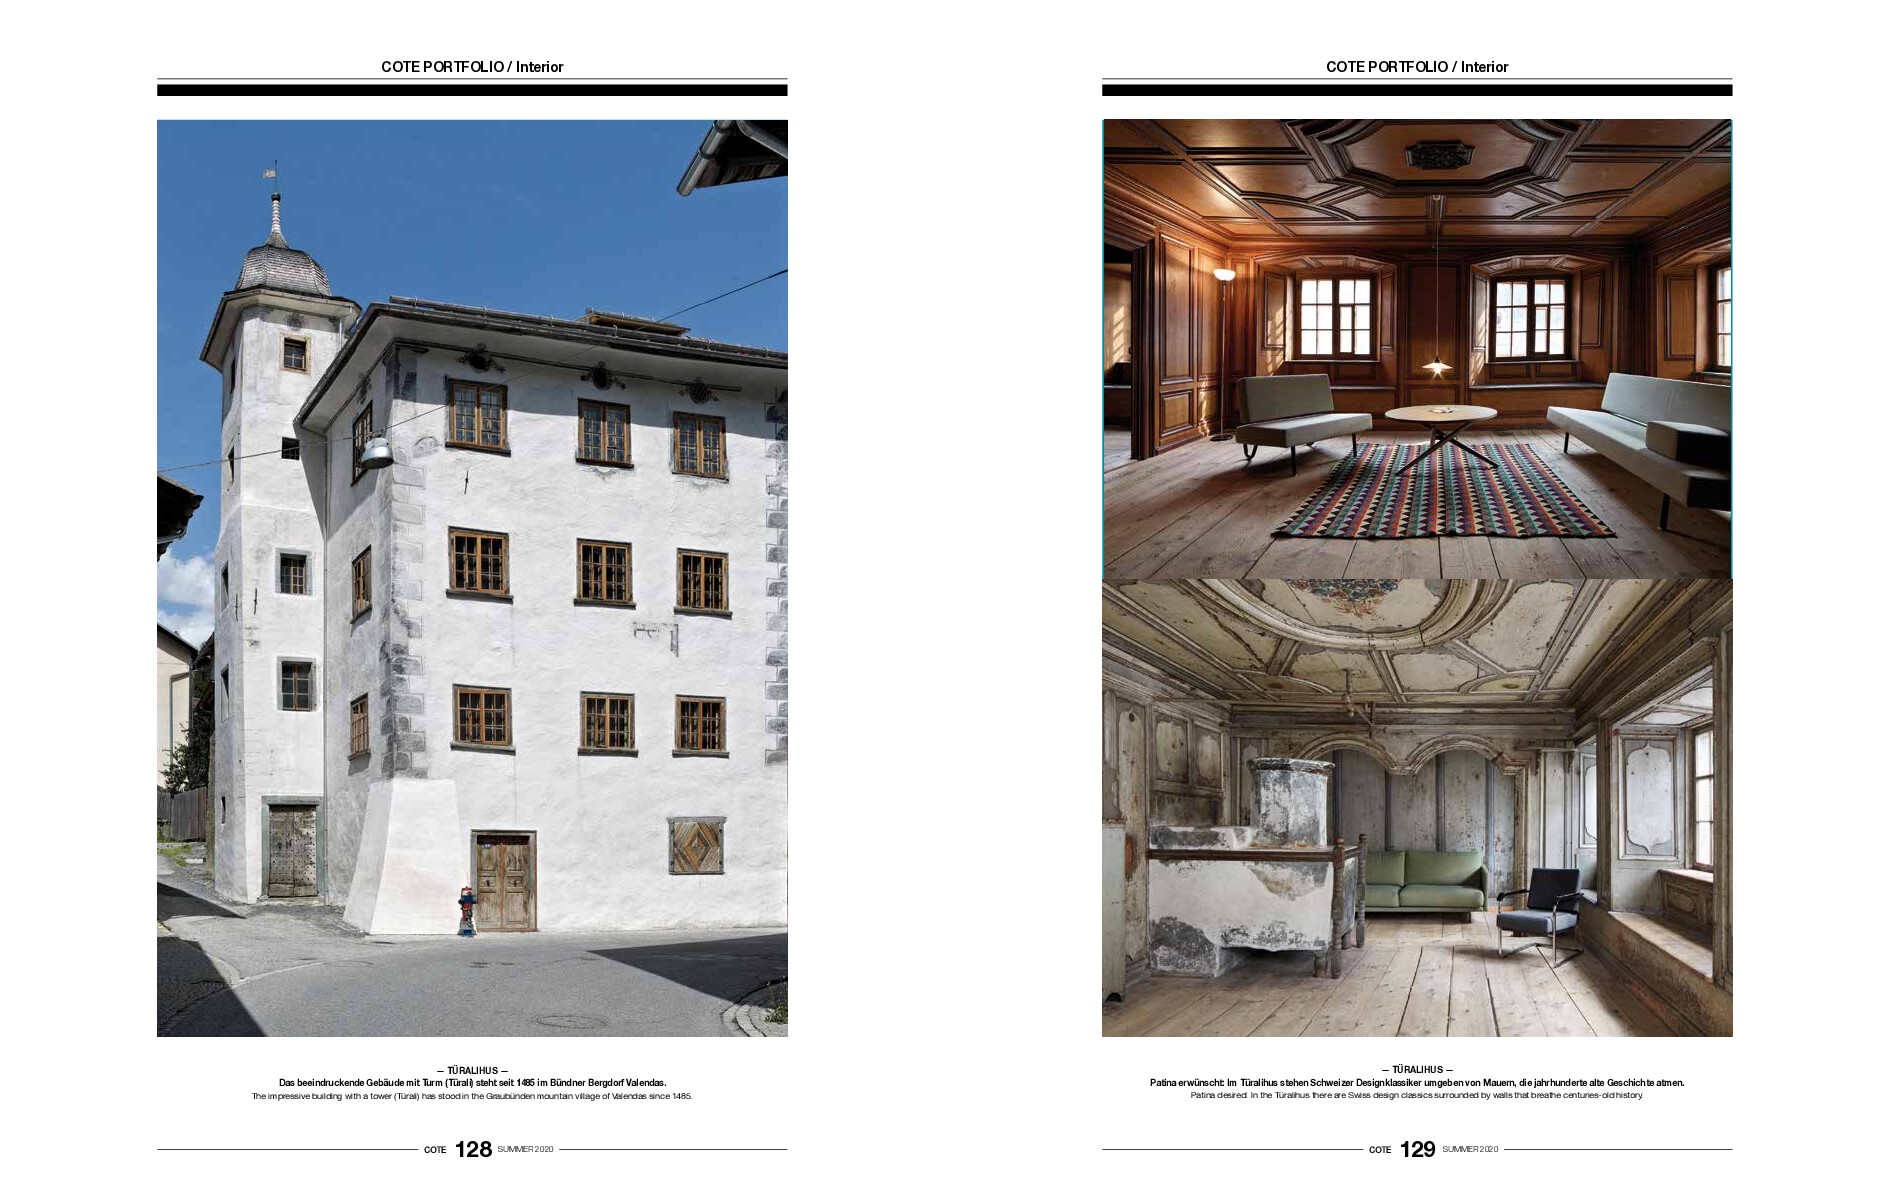 COTE PORTFOLIO / Interior
— TÜRALIHUS —
Das beeindruckende Gebäude mit Turm (Türali) steht seit 1485 im Bündner Bergdorf Valendas.
The impressive building with a tower (Türali) has stood in the Graubünden mountain village of Valendas since 1485.
COTE 128 SUMMER 2020
COTE PORTFOLIO / Interior
— TÜRALIHUS —
Patina erwünscht: Im Türalihus stehen Schweizer Designklassiker umgeben von Mauern, die jahrhunderte alte Geschichte atmen.
Patina desired: In the Türalihus there are Swiss design classics surrounded by walls that breathe centuries-old history.
COTE 129 SUMMER 2020